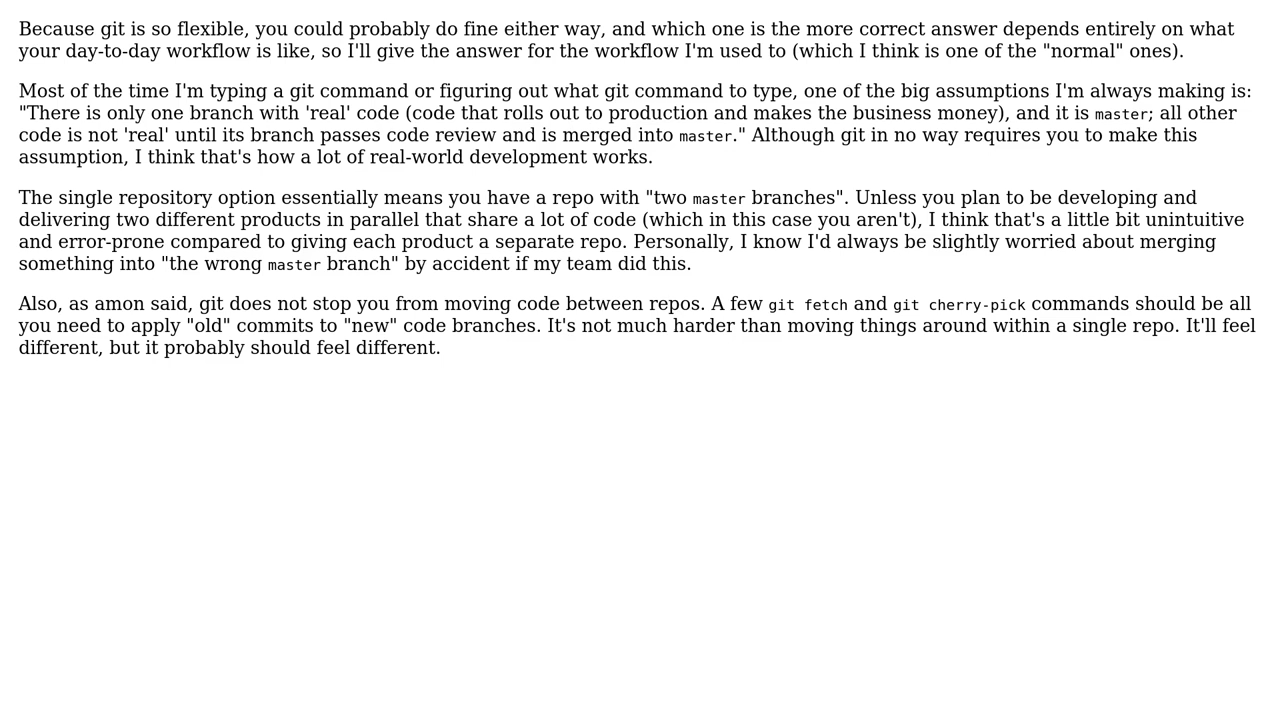 Because git is so flexible, you could probably do fine either way, and which one is the more correct answer depends entirely on what
your day-to-day workflow is like, so I'll give the answer for the workflow I'm used to (which I think is one of the "normal" ones).
Most of the time I'm typing a git command or figuring out what git command to type, one of the big assumptions I'm always making is:
"There is only one branch with 'real' code (code that rolls out to production and makes the business money), and it is master; all other
code is not 'real' until its branch passes code review and is merged into master." Although git in no way requires you to make this
assumption, I think that's how a lot of real-world development works.
The single repository option essentially means you have a repo with "two master branches". Unless you plan to be developing and
delivering two different products in parallel that share a lot of code (which in this case you aren't), I think that's a little bit unintuitive
and error-prone compared to giving each product a separate repo. Personally, I know I'd always be slightly worried about merging
something into "the wrong master branch" by accident if my team did this.
Also, as amon said, git does not stop you from moving code between repos. A few git fetch and git cherry-pick commands should be all
you need to apply "old" commits to "new" code branches. It's not much harder than moving things around within a single repo. It'll feel
different, but it probably should feel different.